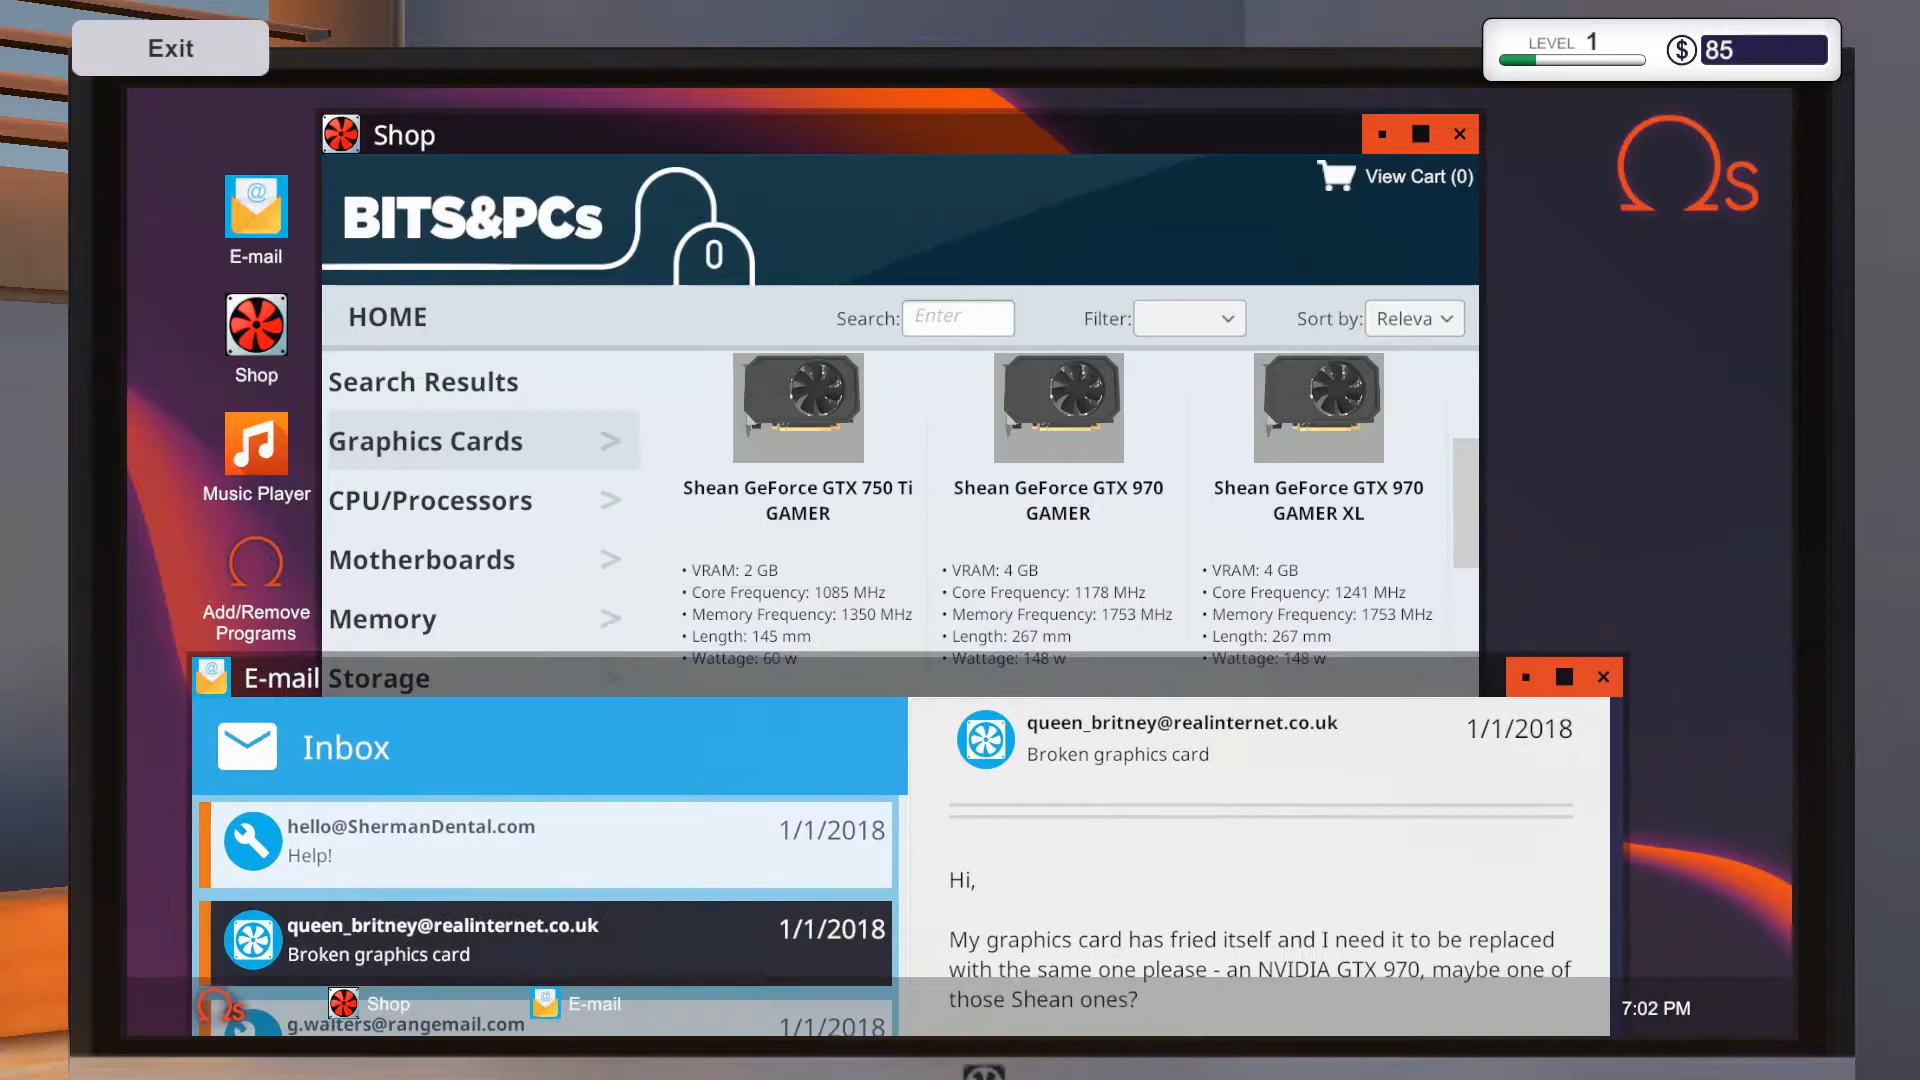 Exit
LEVEL 1
$ 85
Shop
View Cart (0)
BITS&PCs
HOME
Search: Enter
Filter:
Sort by: Releva
E-mail
Shop
Music Player
Add/Remove
Programs
Ωs
Search Results
Graphics Cards >
CPU/Processors >
Motherboards >
Memory >
Storage >
Shean GeForce GTX 750 Ti
GAMER
• VRAM: 2 GB
• Core Frequency: 1085 MHz
• Memory Frequency: 1350 MHz
• Length: 145 mm
• Wattage: 60 w
Shean GeForce GTX 970
GAMER
• VRAM: 4 GB
• Core Frequency: 1178 MHz
• Memory Frequency: 1753 MHz
• Length: 267 mm
• Wattage: 148 w
Shean GeForce GTX 970
GAMER XL
• VRAM: 4 GB
• Core Frequency: 1241 MHz
• Memory Frequency: 1753 MHz
• Length: 267 mm
• Wattage: 148 w
E-mail
Inbox
hello@ShermanDental.com 1/1/2018
Help!
queen_britney@realinternet.co.uk 1/1/2018
Broken graphics card
g.walters@rangemail.com 1/1/2018
queen_britney@realinternet.co.uk 1/1/2018
Broken graphics card
Hi,
My graphics card has fried itself and I need it to be replaced
with the same one please - an NVIDIA GTX 970, maybe one of
those Shean ones?
Ωs
Shop
E-mail
7:02 PM